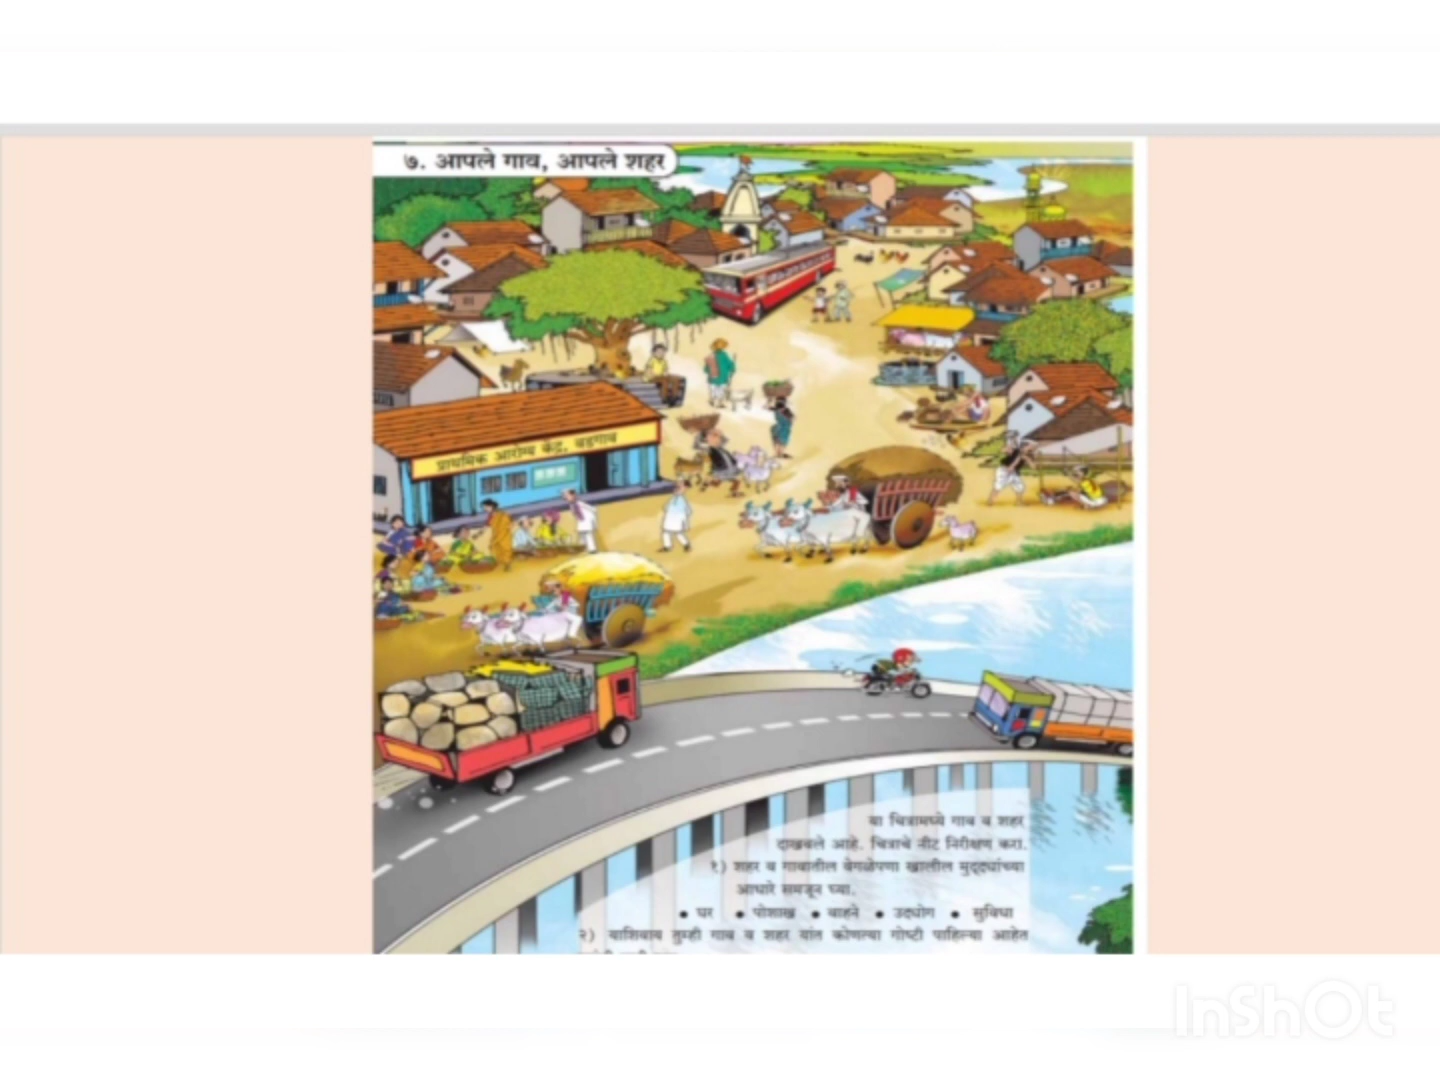 ७. आपले गाव, आपले शहर
प्राथमिक आरोग्य केंद्र, वडगाव
या चित्रामध्ये गाव व शहर
दाखवले आहे. चित्राचे नीट निरीक्षण करा.
१) शहर व गावातील वेगळेपणा खालील मुद्द्यांच्या
आधारे समजून घ्या.
• घर • पोशाख • वाहने • उद्योग • सुविधा
२) याशिवाय तुम्ही गाव व शहर यांत कोणत्या गोष्टी पाहिल्या आहेत
InShOt